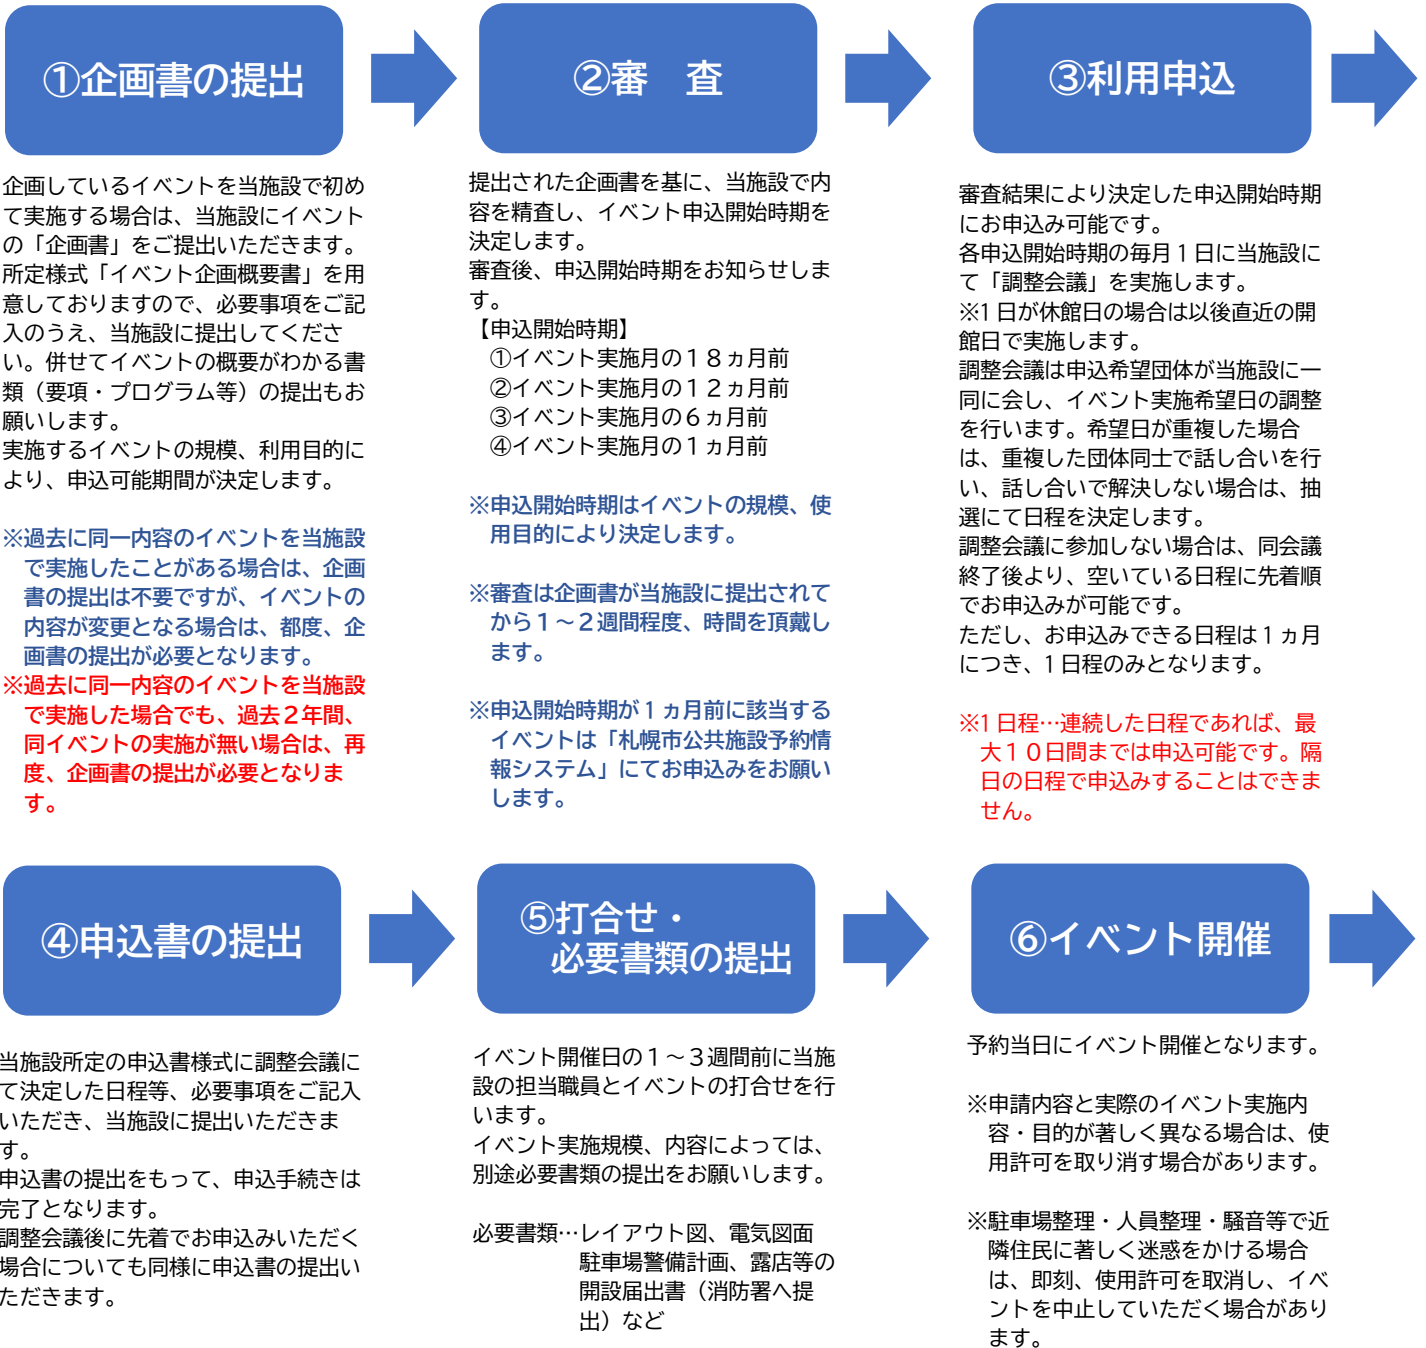 ①企画書の提出
企画しているイベントを当施設で初め
て実施する場合は、当施設にイベント
の「企画書」をご提出いただきます。
所定様式「イベント企画概要書」を用
意しておりますので、必要事項をご記
入のうえ、当施設に提出してくださ
い。併せてイベントの概要がわかる書
類（要項・プログラム等）の提出もお
願いします。
実施するイベントの規模、利用目的に
より、申込可能期間が決定します。
※過去に同一内容のイベントを当施設
で実施したことがある場合は、企画
書の提出は不要ですが、イベントの
内容が変更となる場合は、都度、企
画書の提出が必要となります。
※過去に同一内容のイベントを当施設
で実施した場合でも、過去２年間、
同イベントの実施が無い場合は、再
度、企画書の提出が必要となりま
す。
②審　査
提出された企画書を基に、当施設で内
容を精査し、イベント申込開始時期を
決定します。
審査後、申込開始時期をお知らせしま
す。
【申込開始時期】
①イベント実施月の１８ヵ月前
②イベント実施月の１２ヵ月前
③イベント実施月の６ヵ月前
④イベント実施月の１ヵ月前
※申込開始時期はイベントの規模、使
用目的により決定します。
※審査は企画書が当施設に提出されて
から１～２週間程度、時間を頂戴し
ます。
※申込開始時期が１ヵ月前に該当する
イベントは「札幌市公共施設予約情
報システム」にてお申込みをお願い
します。
③利用申込
審査結果により決定した申込開始時期
にお申込み可能です。
各申込開始時期の毎月１日に当施設に
て「調整会議」を実施します。
※1日が休館日の場合は以後直近の開
館日で実施します。
調整会議は申込希望団体が当施設に一
同に会し、イベント実施希望日の調整
を行います。希望日が重複した場合
は、重複した団体同士で話し合いを行
い、話し合いで解決しない場合は、抽
選にて日程を決定します。
調整会議に参加しない場合は、同会議
終了後より、空いている日程に先着順
でお申込みが可能です。
ただし、お申込みできる日程は１ヵ月
につき、1日程のみとなります。
※1日程…連続した日程であれば、最
大１０日間までは申込可能です。隔
日の日程で申込みすることはできま
せん。
④申込書の提出
当施設所定の申込書様式に調整会議に
て決定した日程等、必要事項をご記入
いただき、当施設に提出いただきま
す。
申込書の提出をもって、申込手続きは
完了となります。
調整会議後に先着でお申込みいただく
場合についても同様に申込書の提出い
ただきます。
⑤打合せ・
必要書類の提出
イベント開催日の１～３週間前に当施
設の担当職員とイベントの打合せを行
います。
イベント実施規模、内容によっては、
別途必要書類の提出をお願いします。
必要書類…レイアウト図、電気図面
駐車場警備計画、露店等の
開設届出書（消防署へ提
出）など
⑥イベント開催
予約当日にイベント開催となります。
※申請内容と実際のイベント実施内
容・目的が著しく異なる場合は、使
用許可を取り消す場合があります。
※駐車場整理・人員整理・騒音等で近
隣住民に著しく迷惑をかける場合
は、即刻、使用許可を取消し、イベ
ントを中止していただく場合があり
ます。